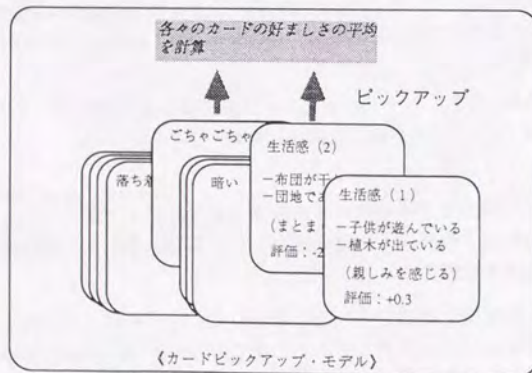 各々のカードの好ましさの平均
を計算
ピックアップ
ごちゃごちゃ
生活感 (2)
落ち着
暗い
ー布団が干
ー団地であ
(まとま
評価:-2
生活感 (1)
ー子供が遊んでいる
ー植木が出ている
(親しみを感じる)
評価:+0.3
《カードピックアップ・モデル》